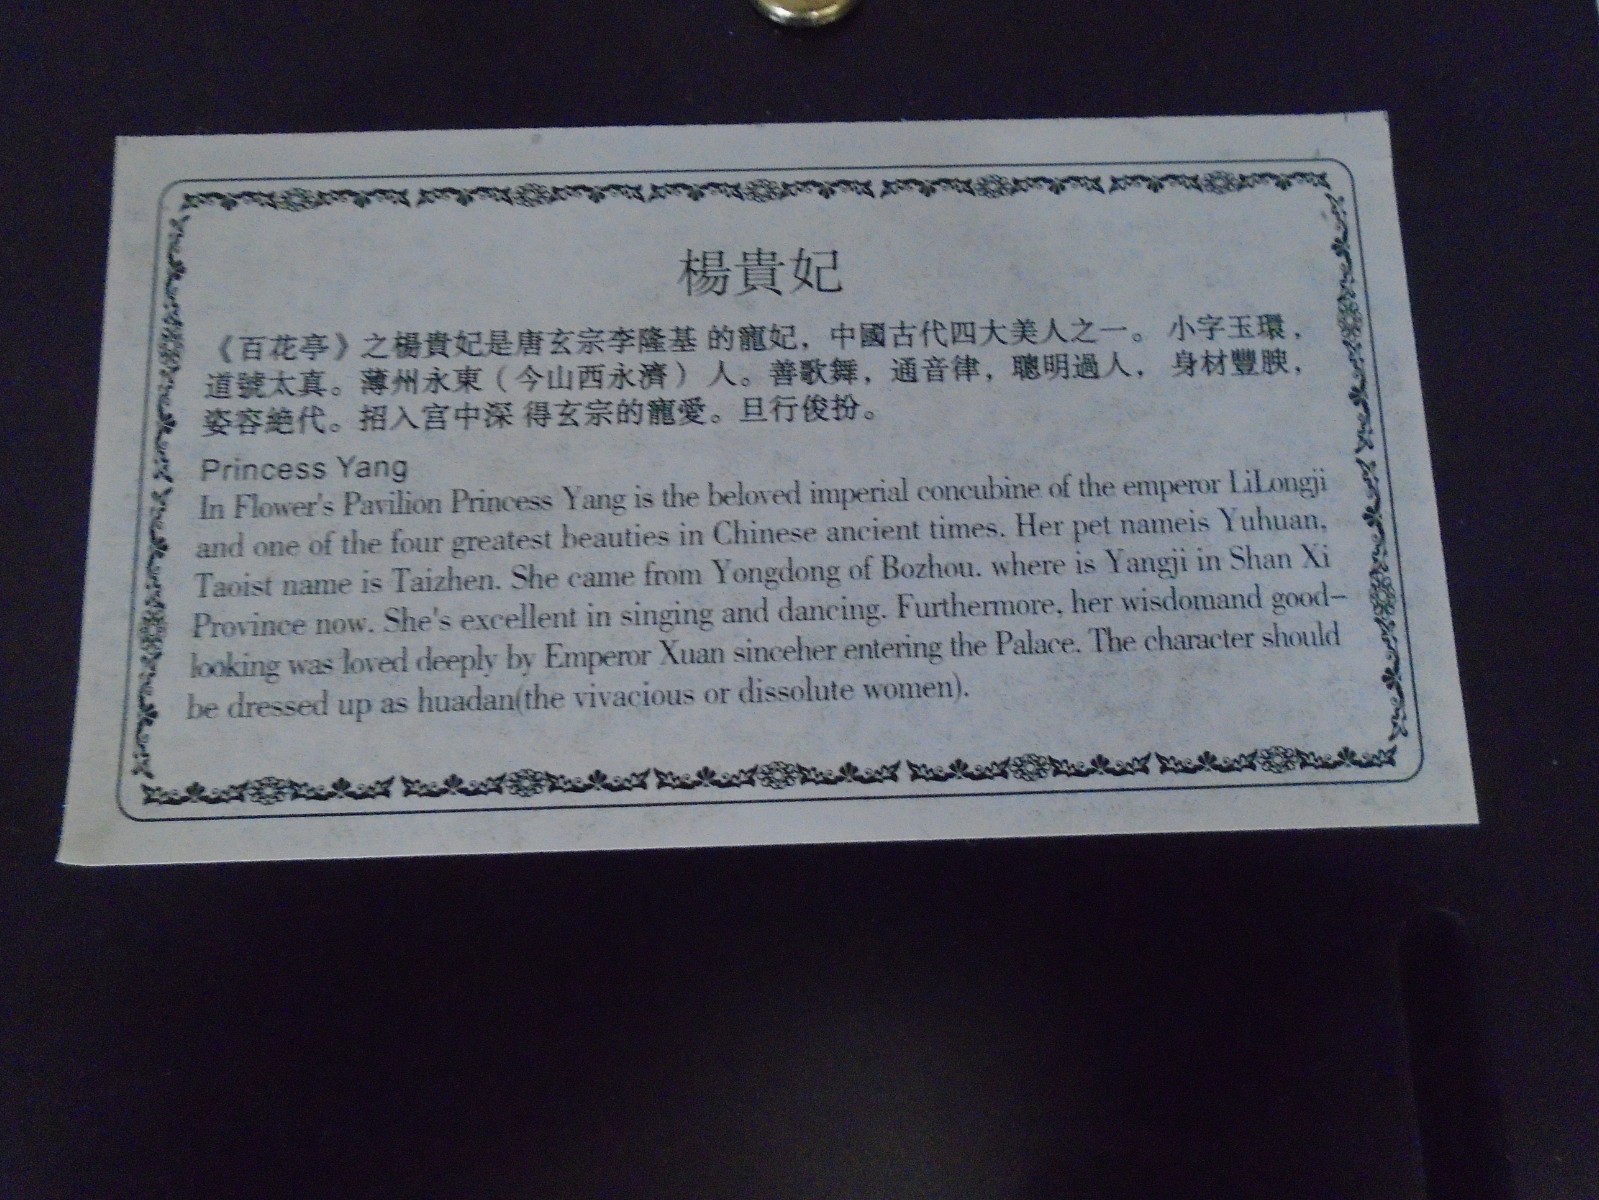 楊貴妃
《百花亭》之楊貴妃是唐玄宗李隆基 的寵妃，中國古代四大美人之一。 小字玉環，
道號太真。薄州永東（今山西永濟） 人。善歌舞，通音律，聰明過人， 身材豐腴，
姿容絕代。招入宮中深 得玄宗的寵愛。旦行俊扮。
Princess Yang
In Flower's Pavilion Princess Yang is the beloved imperial concubine of the emperor LiLongji
and one of the four greatest beauties in Chinese ancient times. Her pet nameis Yuhuan,
Taoist name is Taizhen. She came from Yongdong of Bozhou. where is Yangji in Shan Xi
Province now. She's excellent in singing and dancing. Furthermore, her wisdomand good-
looking was loved deeply by Emperor Xuan sinceher entering the Palace. The character should
be dressed up as huadan(the vivacious or dissolute women).